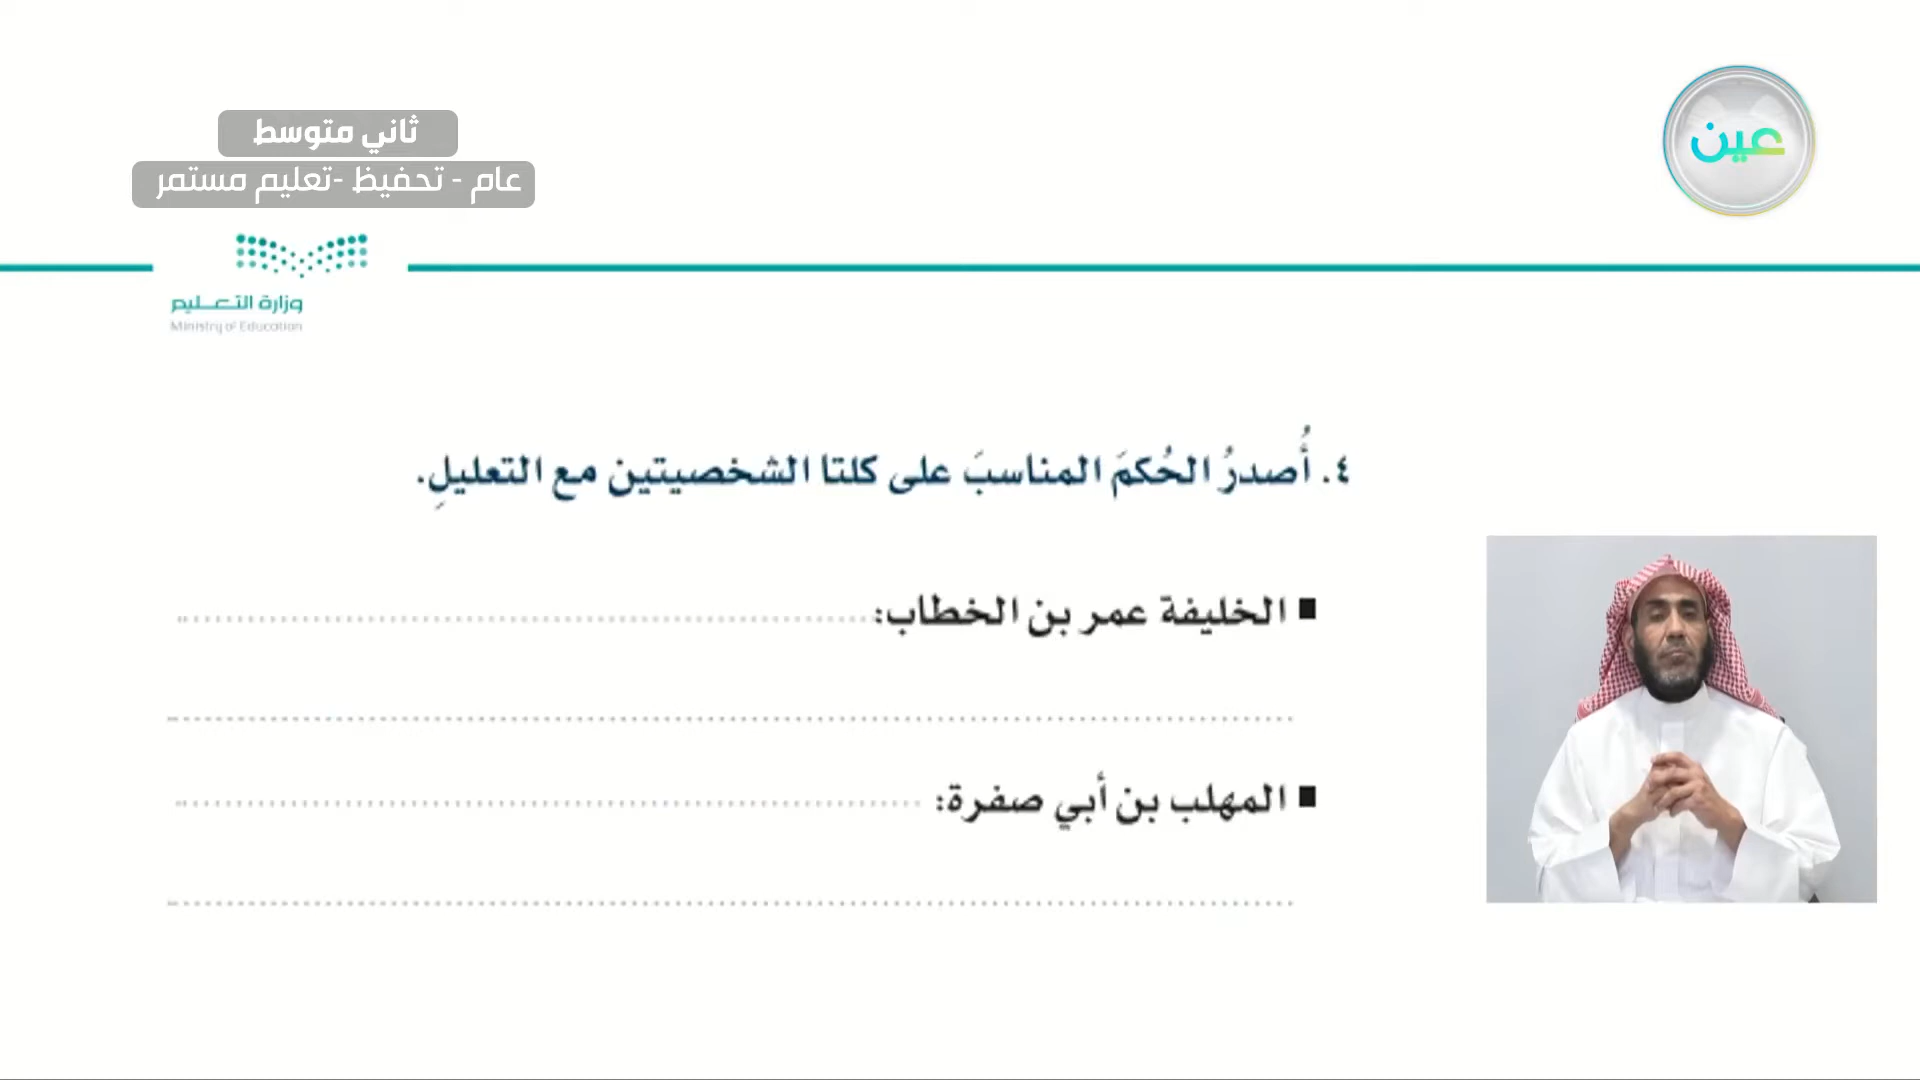 ثاني متوسط
عام - تحفيظ -تعليم مستمر
عين
وزارة التعـــليم
Ministry of Education
٤. أُصدرُ الحُكمَ المناسبَ على كلتا الشخصيتين مع التعليلِ.
■ الخليفة عمر بن الخطاب: ........................................
........................................
■ المهلب بن أبي صفرة: ........................................
........................................